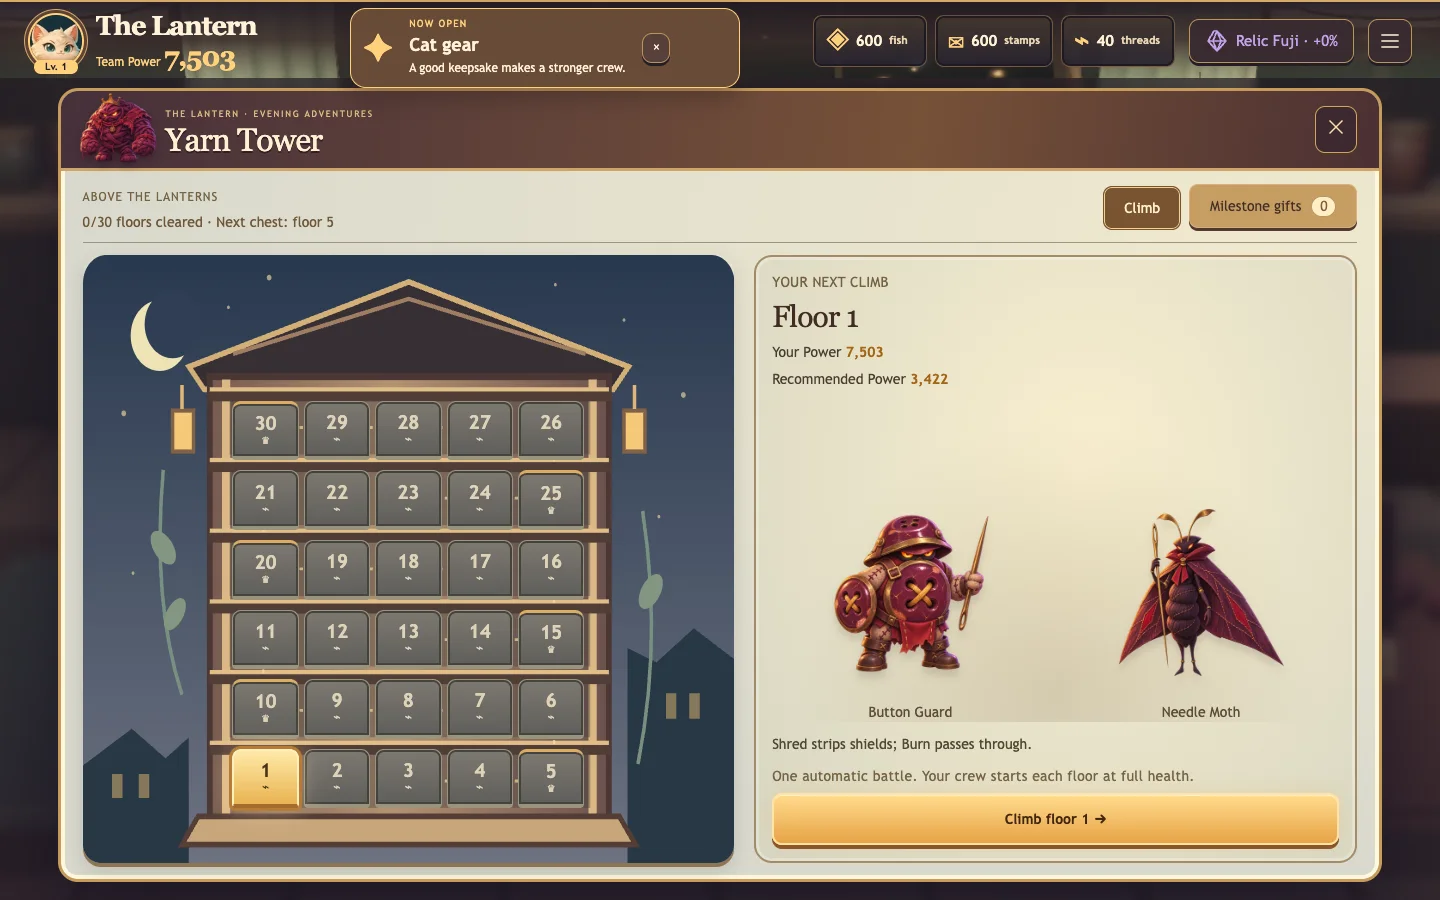 The Lantern
Team Power 7,503
Lv. 1
NOW OPEN
Cat gear
A good keepsake makes a stronger crew.
×
600 fish
600 stamps
40 threads
Relic Fuji · +0%
THE LANTERN · EVENING ADVENTURES
Yarn Tower
ABOVE THE LANTERNS
0/30 floors cleared · Next chest: floor 5
Climb
Milestone gifts 0
30 29 28 27 26
21 22 23 24 25
20 19 18 17 16
11 12 13 14 15
10 9 8 7 6
1 2 3 4 5
YOUR NEXT CLIMB
Floor 1
Your Power 7,503
Recommended Power 3,422
Button Guard
Needle Moth
Shred strips shields; Burn passes through.
One automatic battle. Your crew starts each floor at full health.
Climb floor 1 →